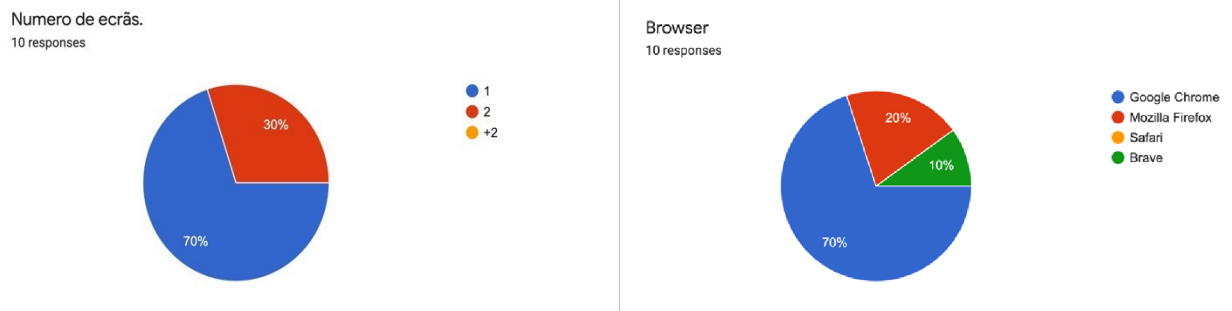 Numero de ecrãs.
10 responses
30%
70%
1
2
+2
Browser
10 responses
20%
10%
70%
Google Chrome
Mozilla Firefox
Safari
Brave